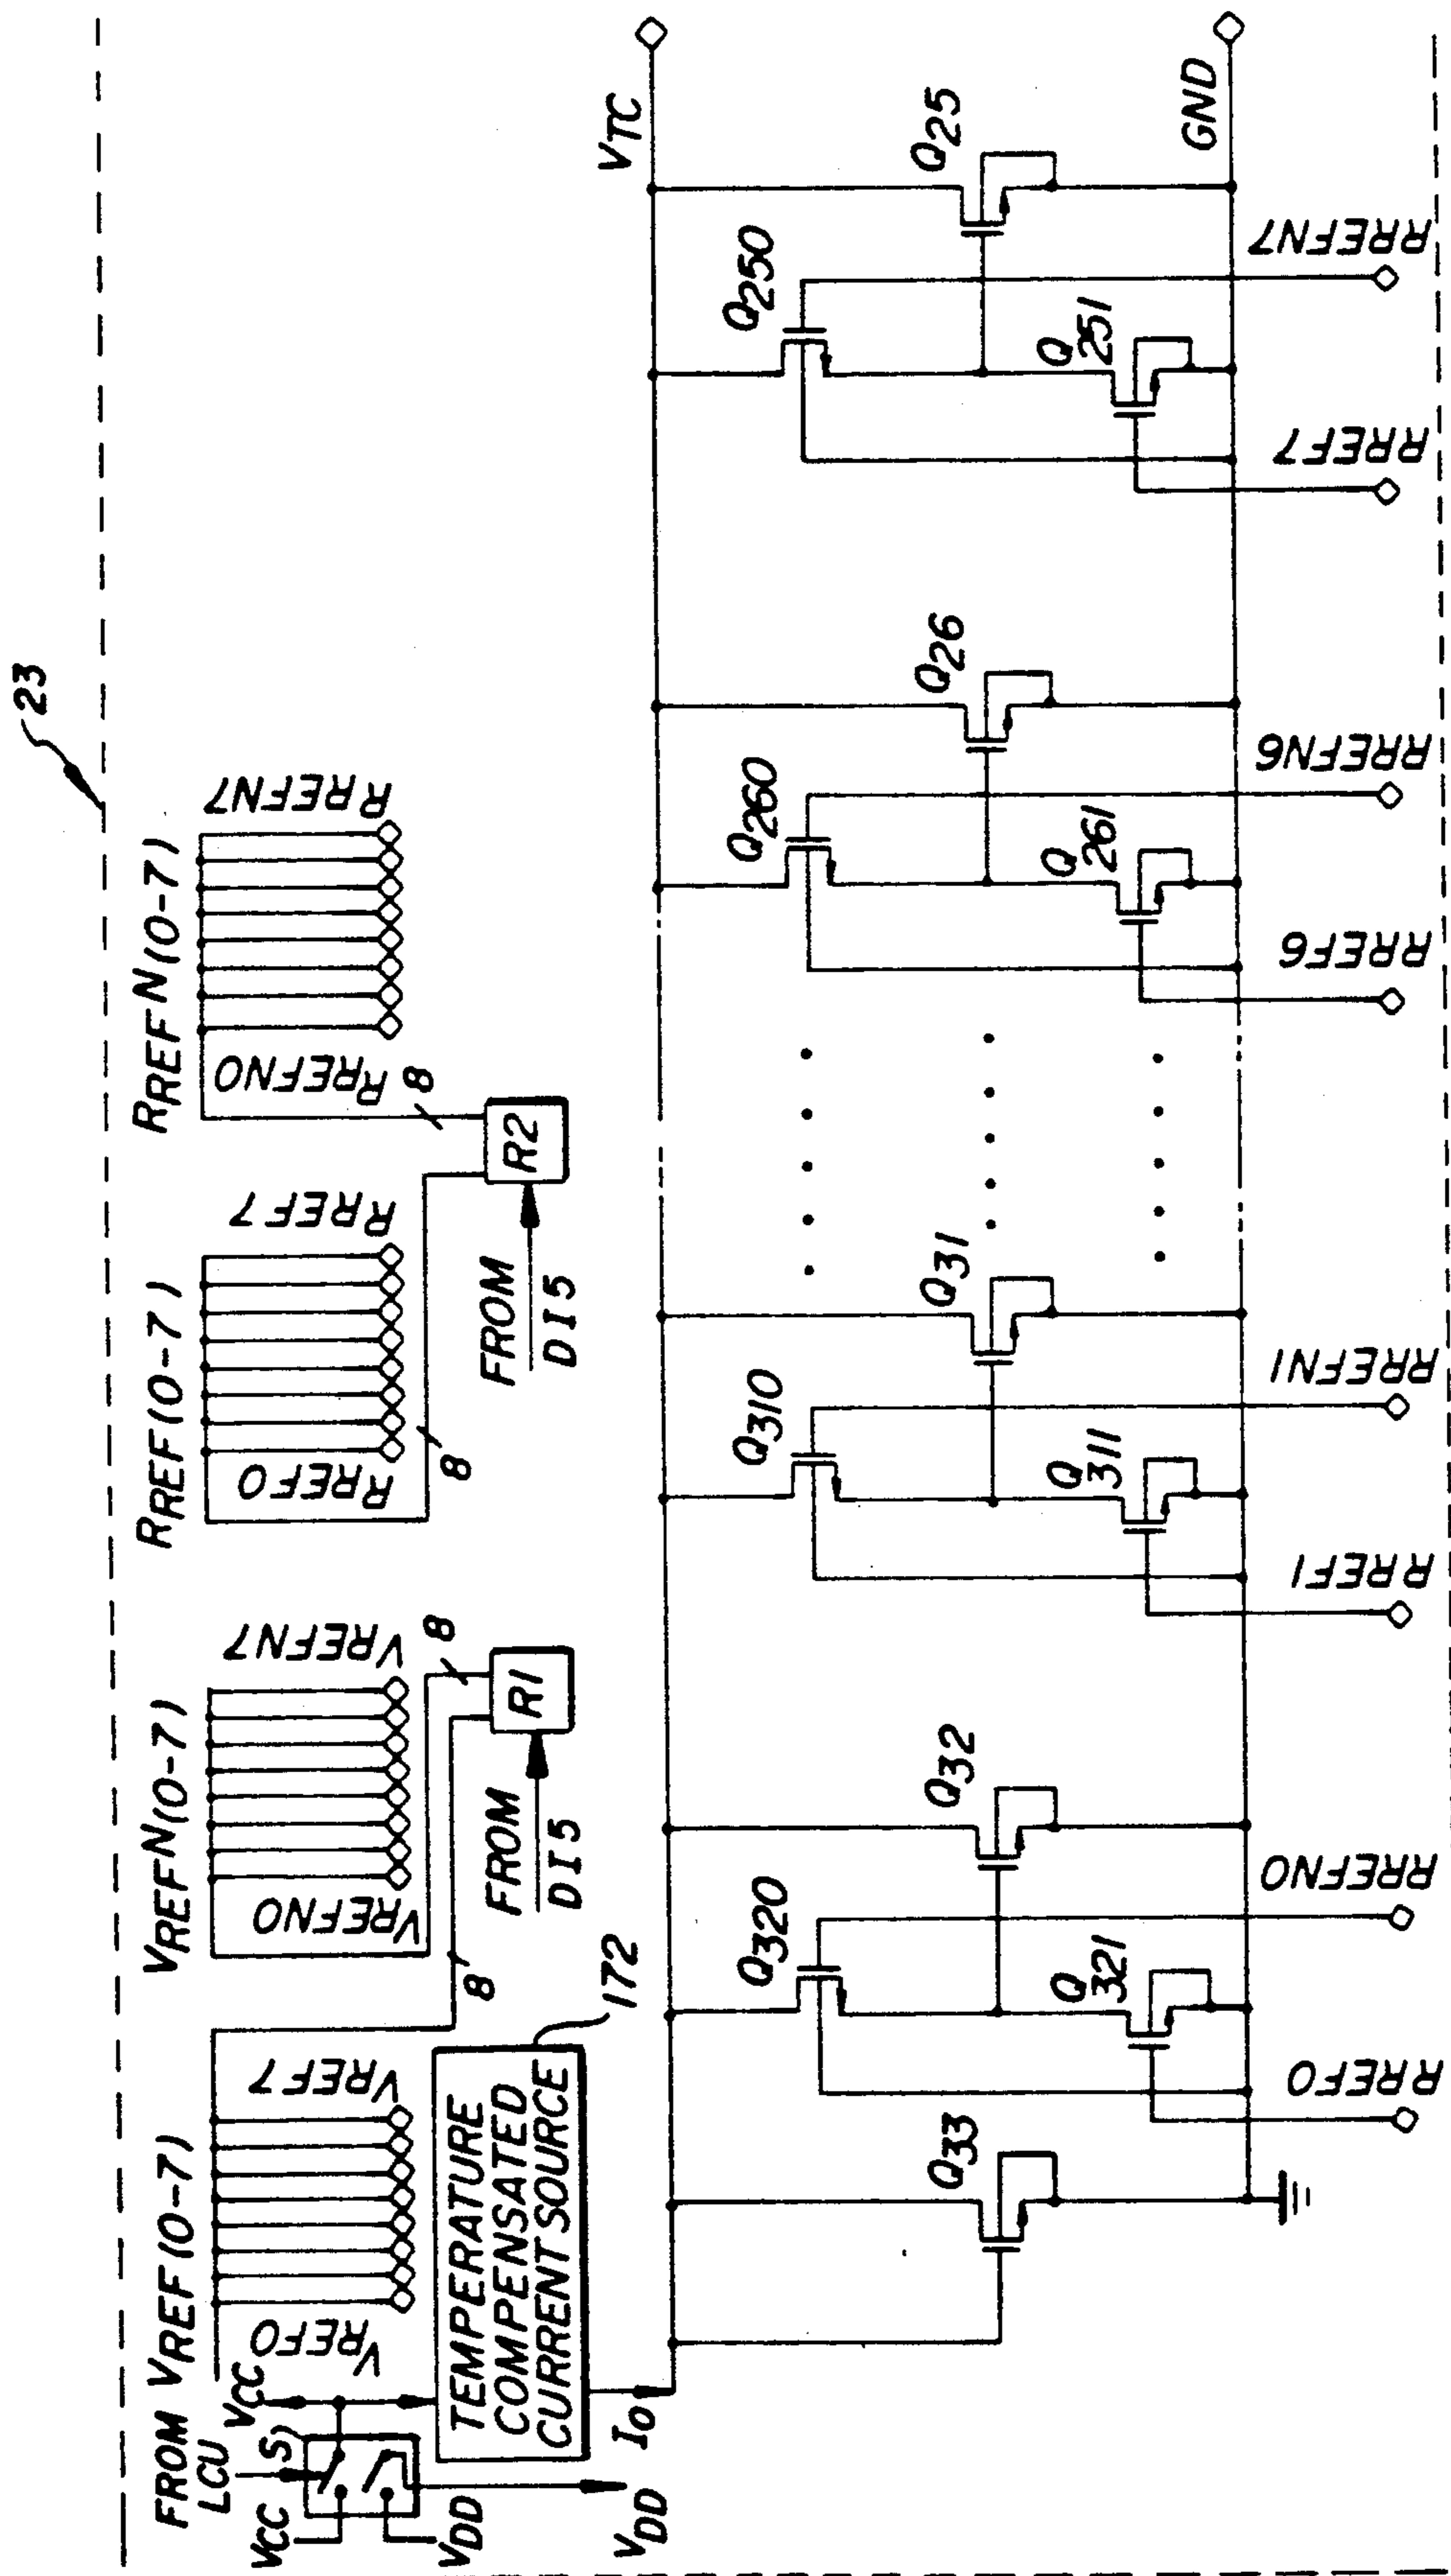 23
FROM
LCU
VREF(0-7)
VREFN(0-7)
RREF(0-7)
RREFN(0-7)
VREF0
VREF7
VREFN0
VREFN7
RREF0
RREF7
RREFN0
RREFN7
VCC
S
VCC
VDD
VDD
8
8
8
8
FROM
DI5
R1
FROM
DI5
R2
TEMPERATURE
COMPENSATED
CURRENT SOURCE
172
I0
VTC
Q33
Q320
Q321
Q32
Q310
Q311
Q31
Q260
Q261
Q26
Q250
Q251
Q25
GND
RREF0
RREFN0
RREF1
RREFN1
RREF6
RREFN6
RREF7
RREFN7